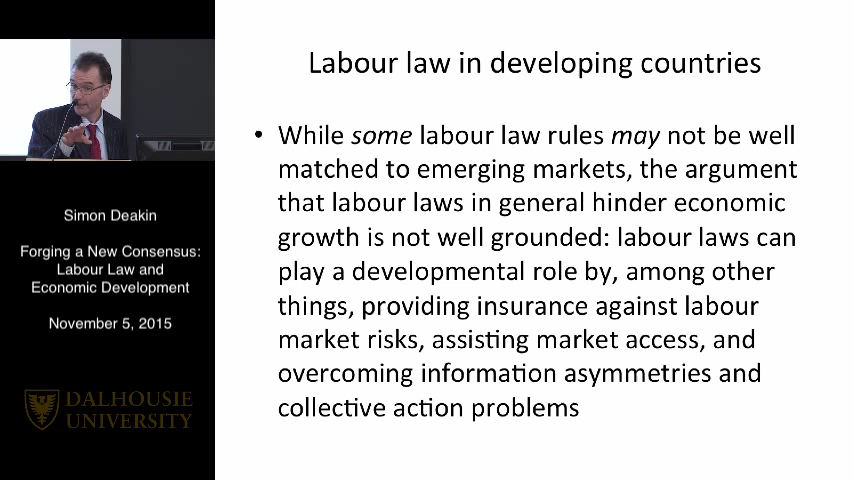 Labour law in developing countries
• While some labour law rules may not be well
matched to emerging markets, the argument
that labour laws in general hinder economic
growth is not well grounded: labour laws can
play a developmental role by, among other
things, providing insurance against labour
market risks, assisting market access, and
overcoming information asymmetries and
collective action problems
Simon Deakin
Forging a New Consensus:
Labour Law and
Economic Development
November 5, 2015
DALHOUSIE
UNIVERSITY